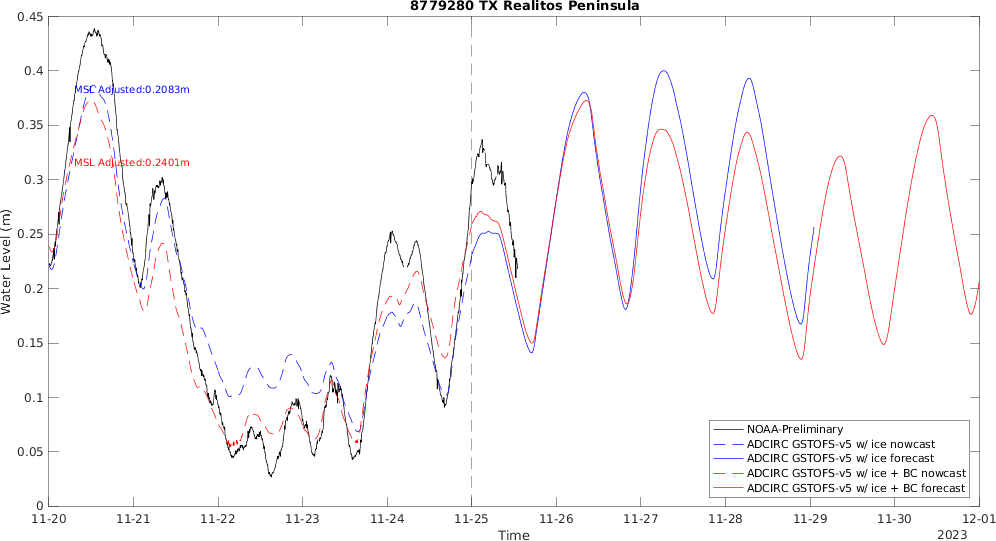 8779280 TX Realitos Peninsula
0.45
0.4
0.35
0.3
0.25
0.2
0.15
0.1
0.05
0
Water Level (m)
MSL Adjusted:0.2083m
MSL Adjusted:0.2401m
NOAA-Preliminary
ADCIRC GSTOFS-v5 w/ ice nowcast
ADCIRC GSTOFS-v5 w/ ice forecast
ADCIRC GSTOFS-v5 w/ ice + BC nowcast
ADCIRC GSTOFS-v5 w/ ice + BC forecast
11-20 11-21 11-22 11-23 11-24 11-25 11-26 11-27 11-28 11-29 11-30 12-01
Time
2023